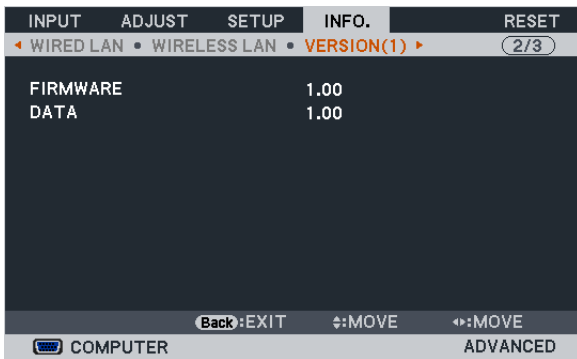 INPUT ADJUST SETUP INFO. RESET
WIRED LAN • WIRELESS LAN • VERSION(1) 2/3
FIRMWARE 1.00
DATA 1.00
Back:EXIT :MOVE :MOVE
COMPUTER ADVANCED